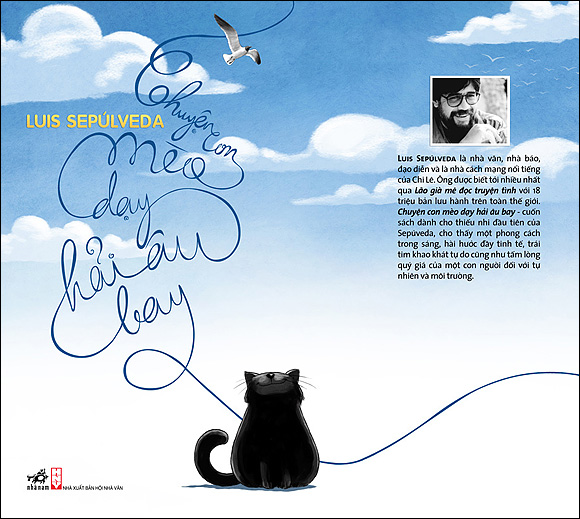 LUIS SEPÚLVEDA
Chuyện con
mèo
dạy
hải âu
bay
LUIS SEPÚLVEDA là nhà văn, nhà báo,
đạo diễn và là nhà cách mạng nổi tiếng
của Chi Lê. Ông được biết tới nhiều nhất
qua Lão già mê đọc truyện tình với 18
triệu bản lưu hành trên toàn thế giới.
Chuyện con mèo dạy hải âu bay - cuốn
sách dành cho thiếu nhi đầu tiên của
Sepúveda, cho thấy một phong cách
trong sáng, hài hước đầy tinh tế, trái
tim khao khát tự do cũng như tấm lòng
quý giá của một con người đối với tự
nhiên và môi trường.
nhã nam
NHÀ XUẤT BẢN HỘI NHÀ VĂN